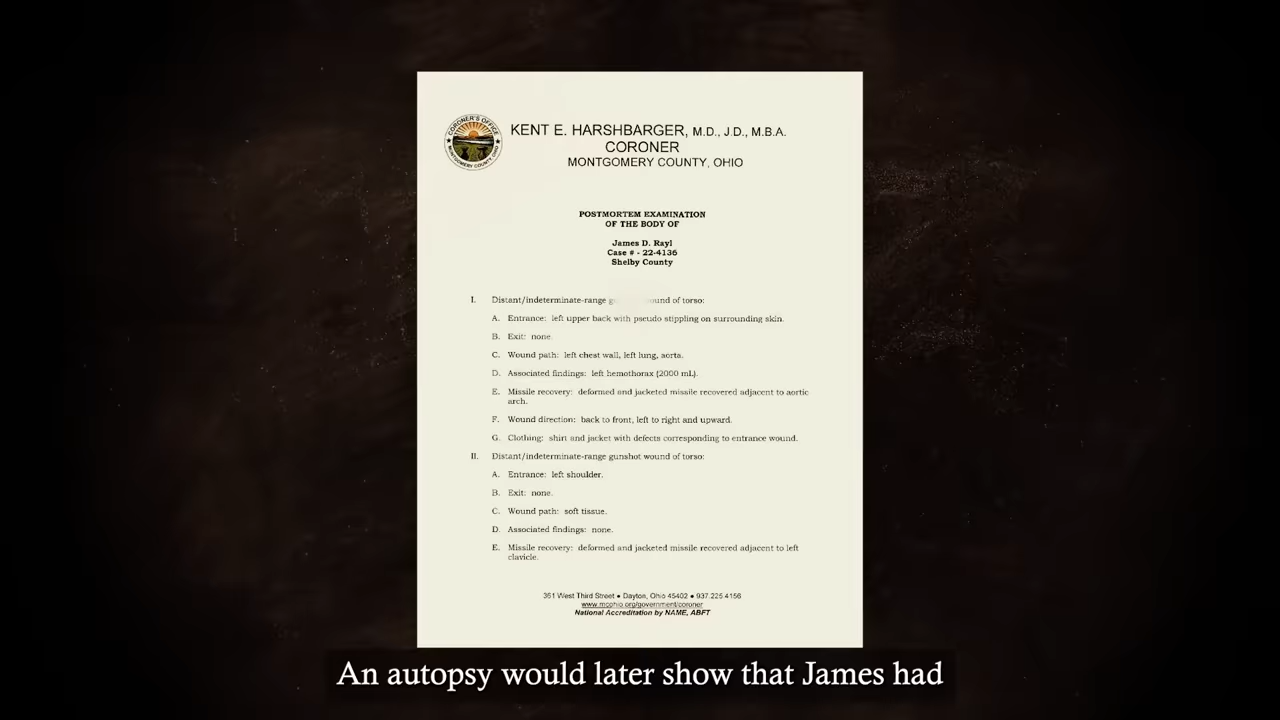 CORONER'S OFFICE
MONTGOMERY COUNTY, OHIO
KENT E. HARSHBARGER, M.D., J.D., M.B.A.
CORONER
MONTGOMERY COUNTY, OHIO
POSTMORTEM EXAMINATION
OF THE BODY OF
James D. Rayl
Case # - 22-4136
Shelby County
I. Distant/indeterminate-range wound of torso:
A. Entrance: left upper back with pseudo stippling on surrounding skin.
B. Exit: none.
C. Wound path: left chest wall, left lung, aorta.
D. Associated findings: left hemothorax (2000 mL).
E. Missile recovery: deformed and jacketed missile recovered adjacent to aortic
arch.
F. Wound direction: back to front, left to right and upward.
G. Clothing: shirt and jacket with defects corresponding to entrance wound.
II. Distant/indeterminate-range gunshot wound of torso:
A. Entrance: left shoulder.
B. Exit: none.
C. Wound path: soft tissue.
D. Associated findings: none.
E. Missile recovery: deformed and jacketed missile recovered adjacent to left
clavicle.
361 West Third Street ● Dayton, Ohio 45402 ● 937.225.4156
www.mcohio.org/government/coroner
National Accreditation by NAME, ABFT
An autopsy would later show that James had